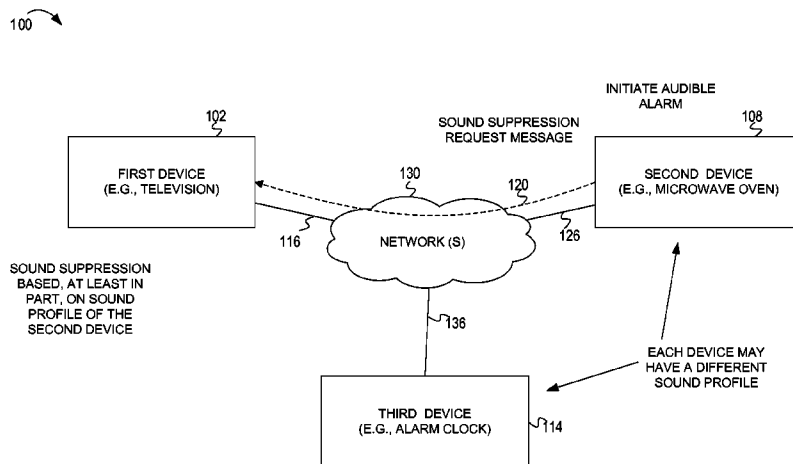 100
INITIATE AUDIBLE
ALARM
102
SOUND SUPPRESSION
REQUEST MESSAGE
108
FIRST DEVICE
(E.G., TELEVISION)
130
120
SECOND DEVICE
(E.G., MICROWAVE OVEN)
116
NETWORK (S)
126
SOUND SUPPRESSION
BASED, AT LEAST IN
PART, ON SOUND
PROFILE OF THE
SECOND DEVICE
136
EACH DEVICE MAY
HAVE A DIFFERENT
SOUND PROFILE
THIRD DEVICE
(E.G., ALARM CLOCK)
114